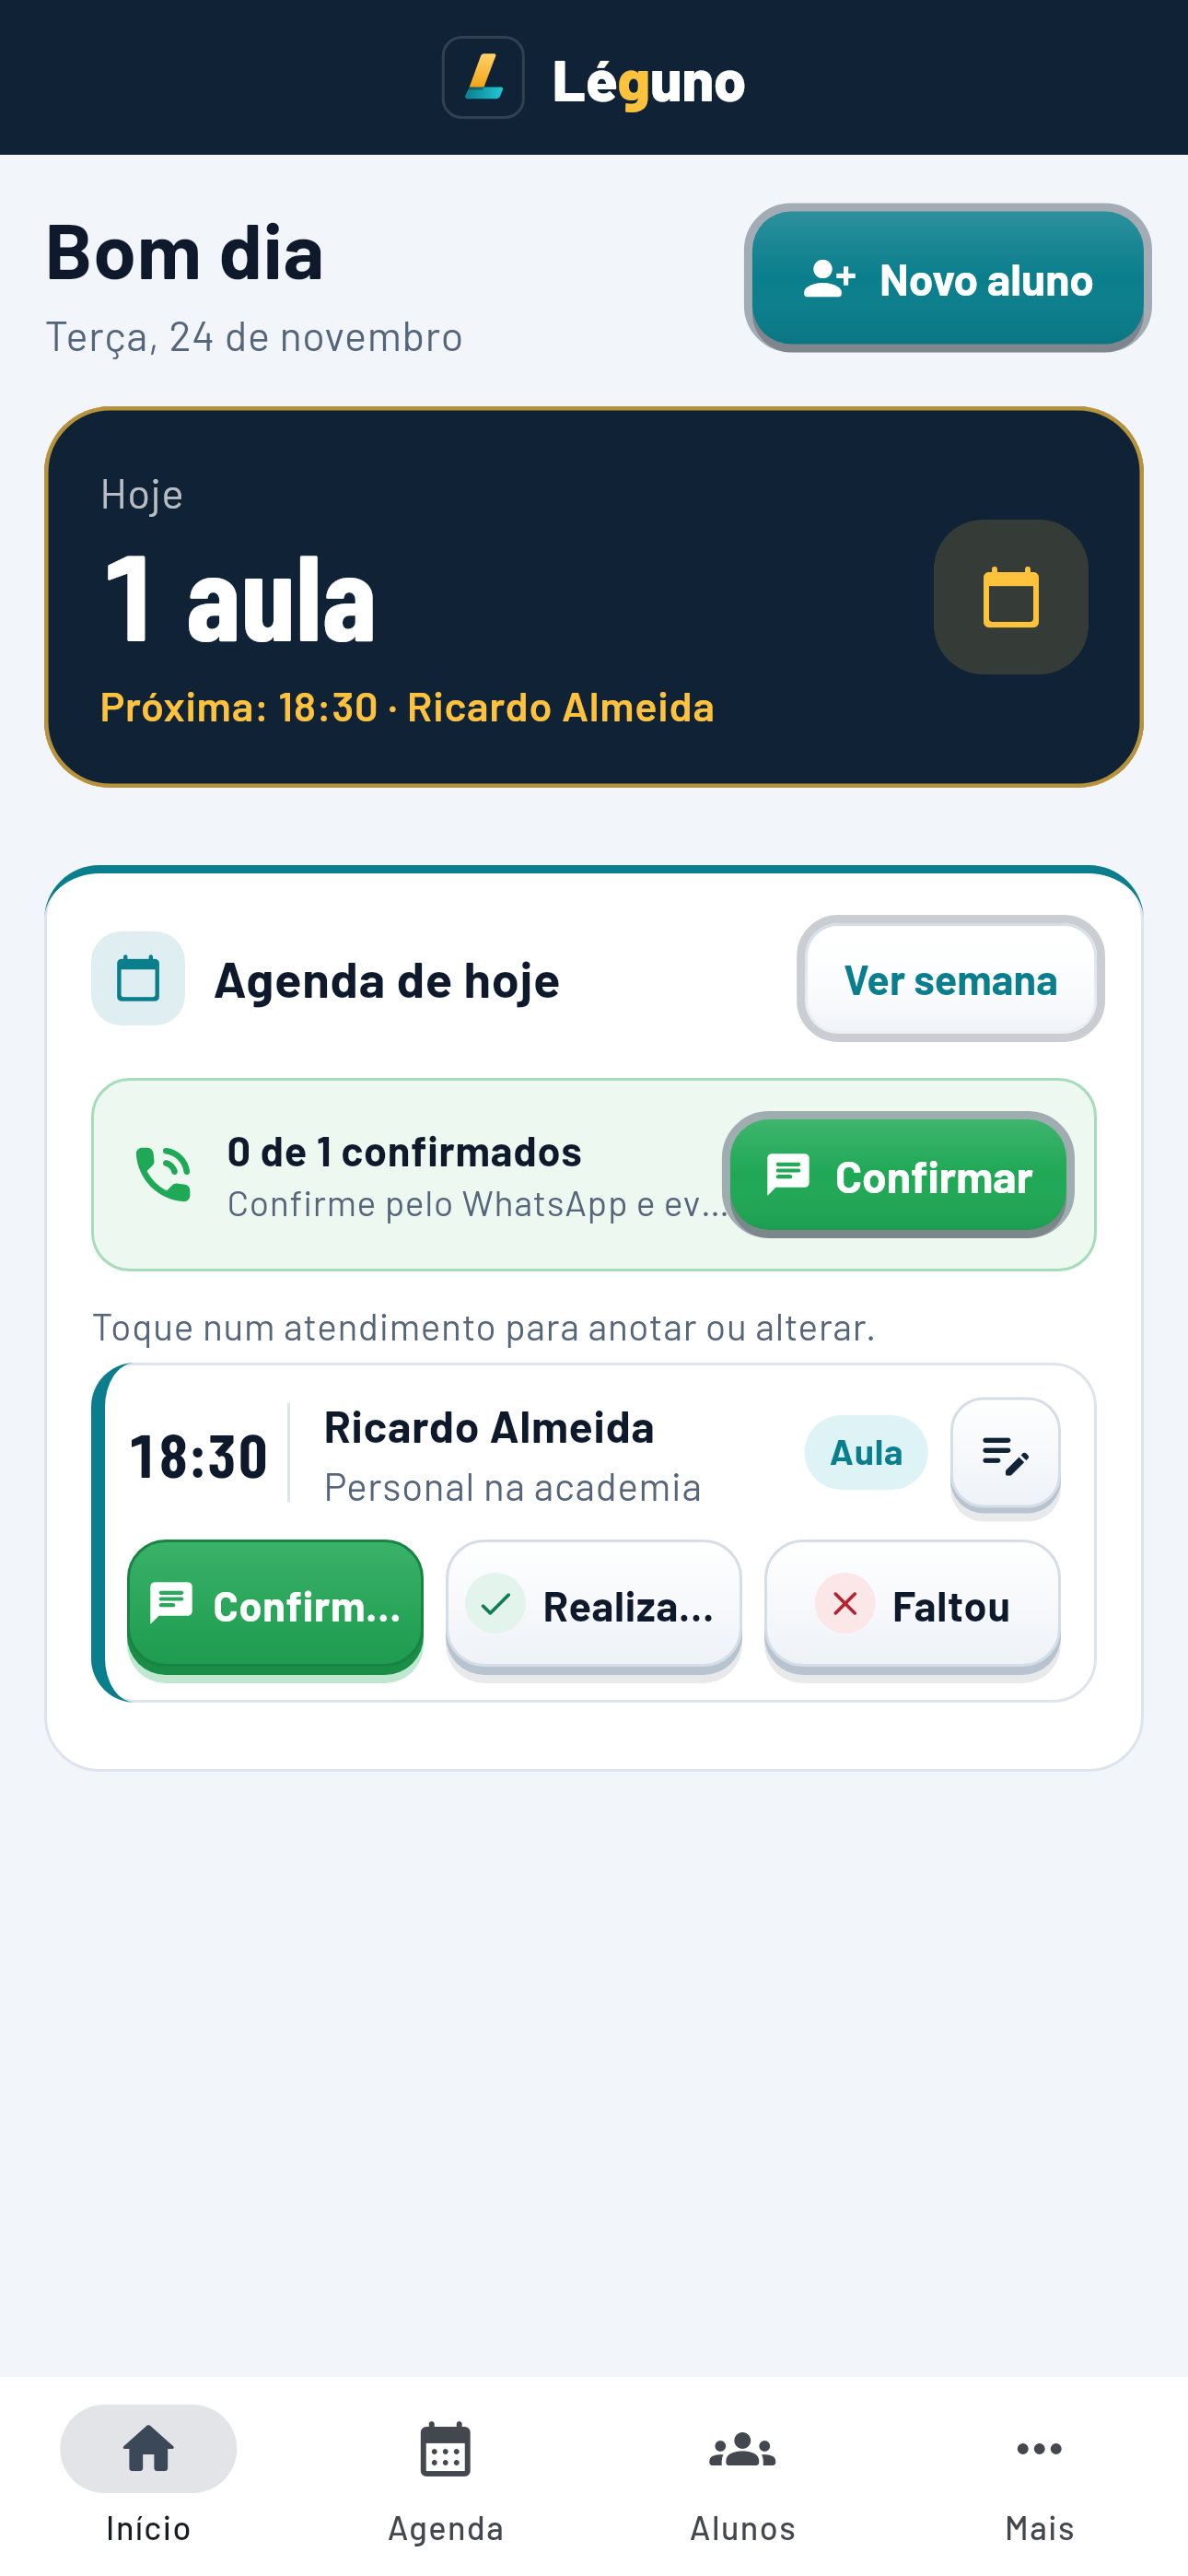 Léguno
Bom dia
Novo aluno
Terça, 24 de novembro
Hoje
1 aula
Próxima: 18:30 · Ricardo Almeida
Agenda de hoje
Ver semana
0 de 1 confirmados
Confirme pelo WhatsApp e ev...
Confirmar
Toque num atendimento para anotar ou alterar.
18:30
Ricardo Almeida
Personal na academia
Aula
Confirm...
Realiza...
Faltou
Início
Agenda
Alunos
Mais